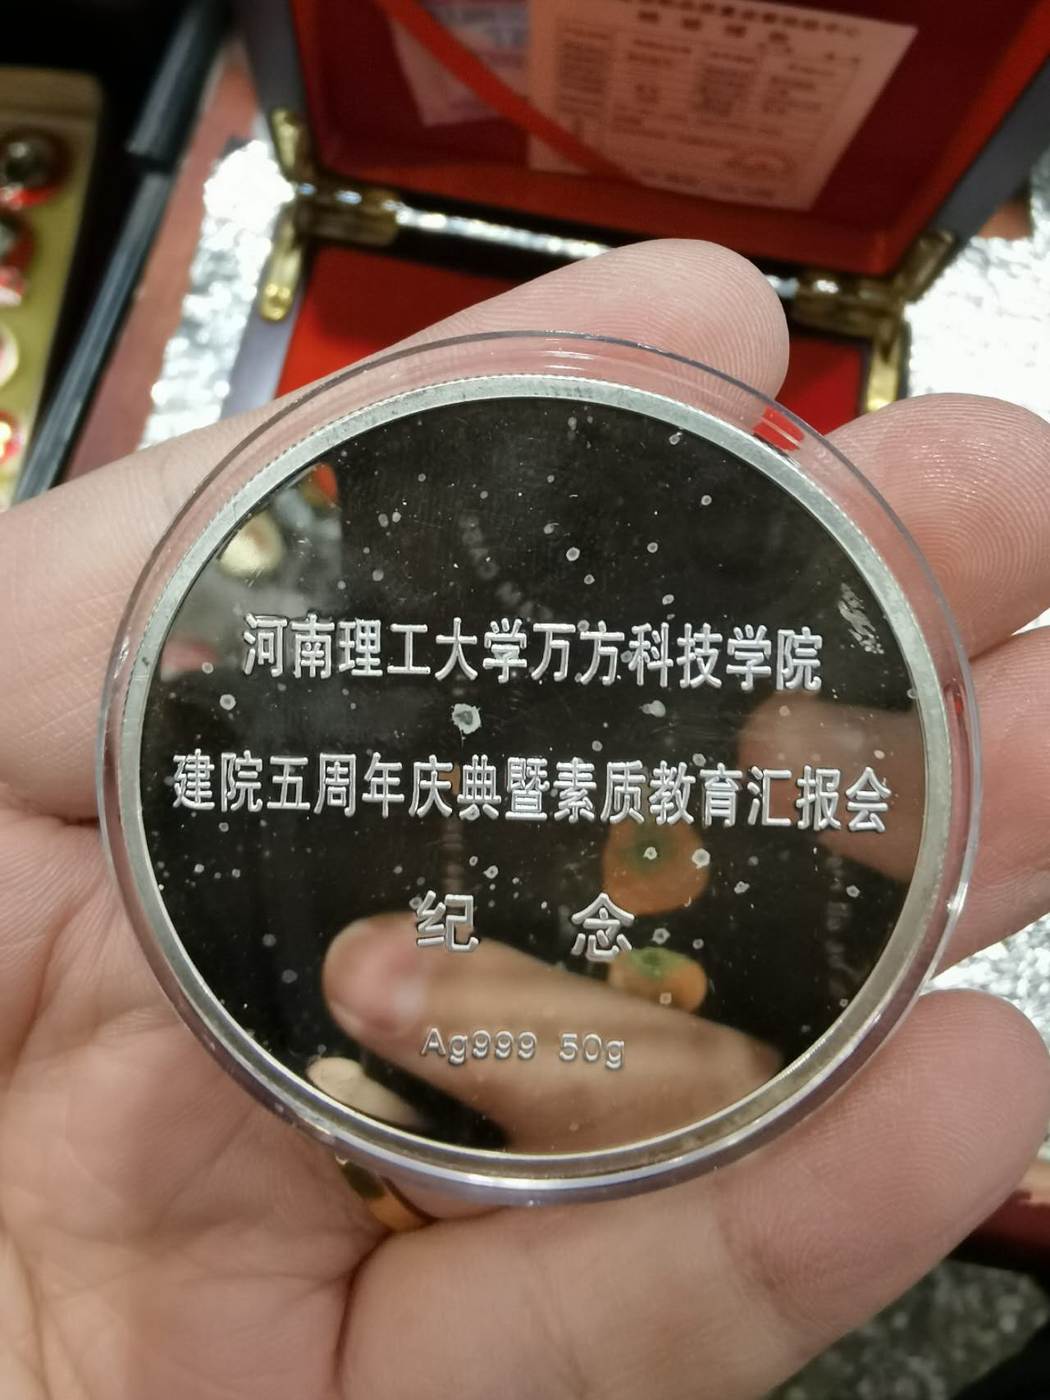 河南理工大学万方科技学院
建院五周年庆典暨素质教育汇报会
纪 念
Ag999 50g